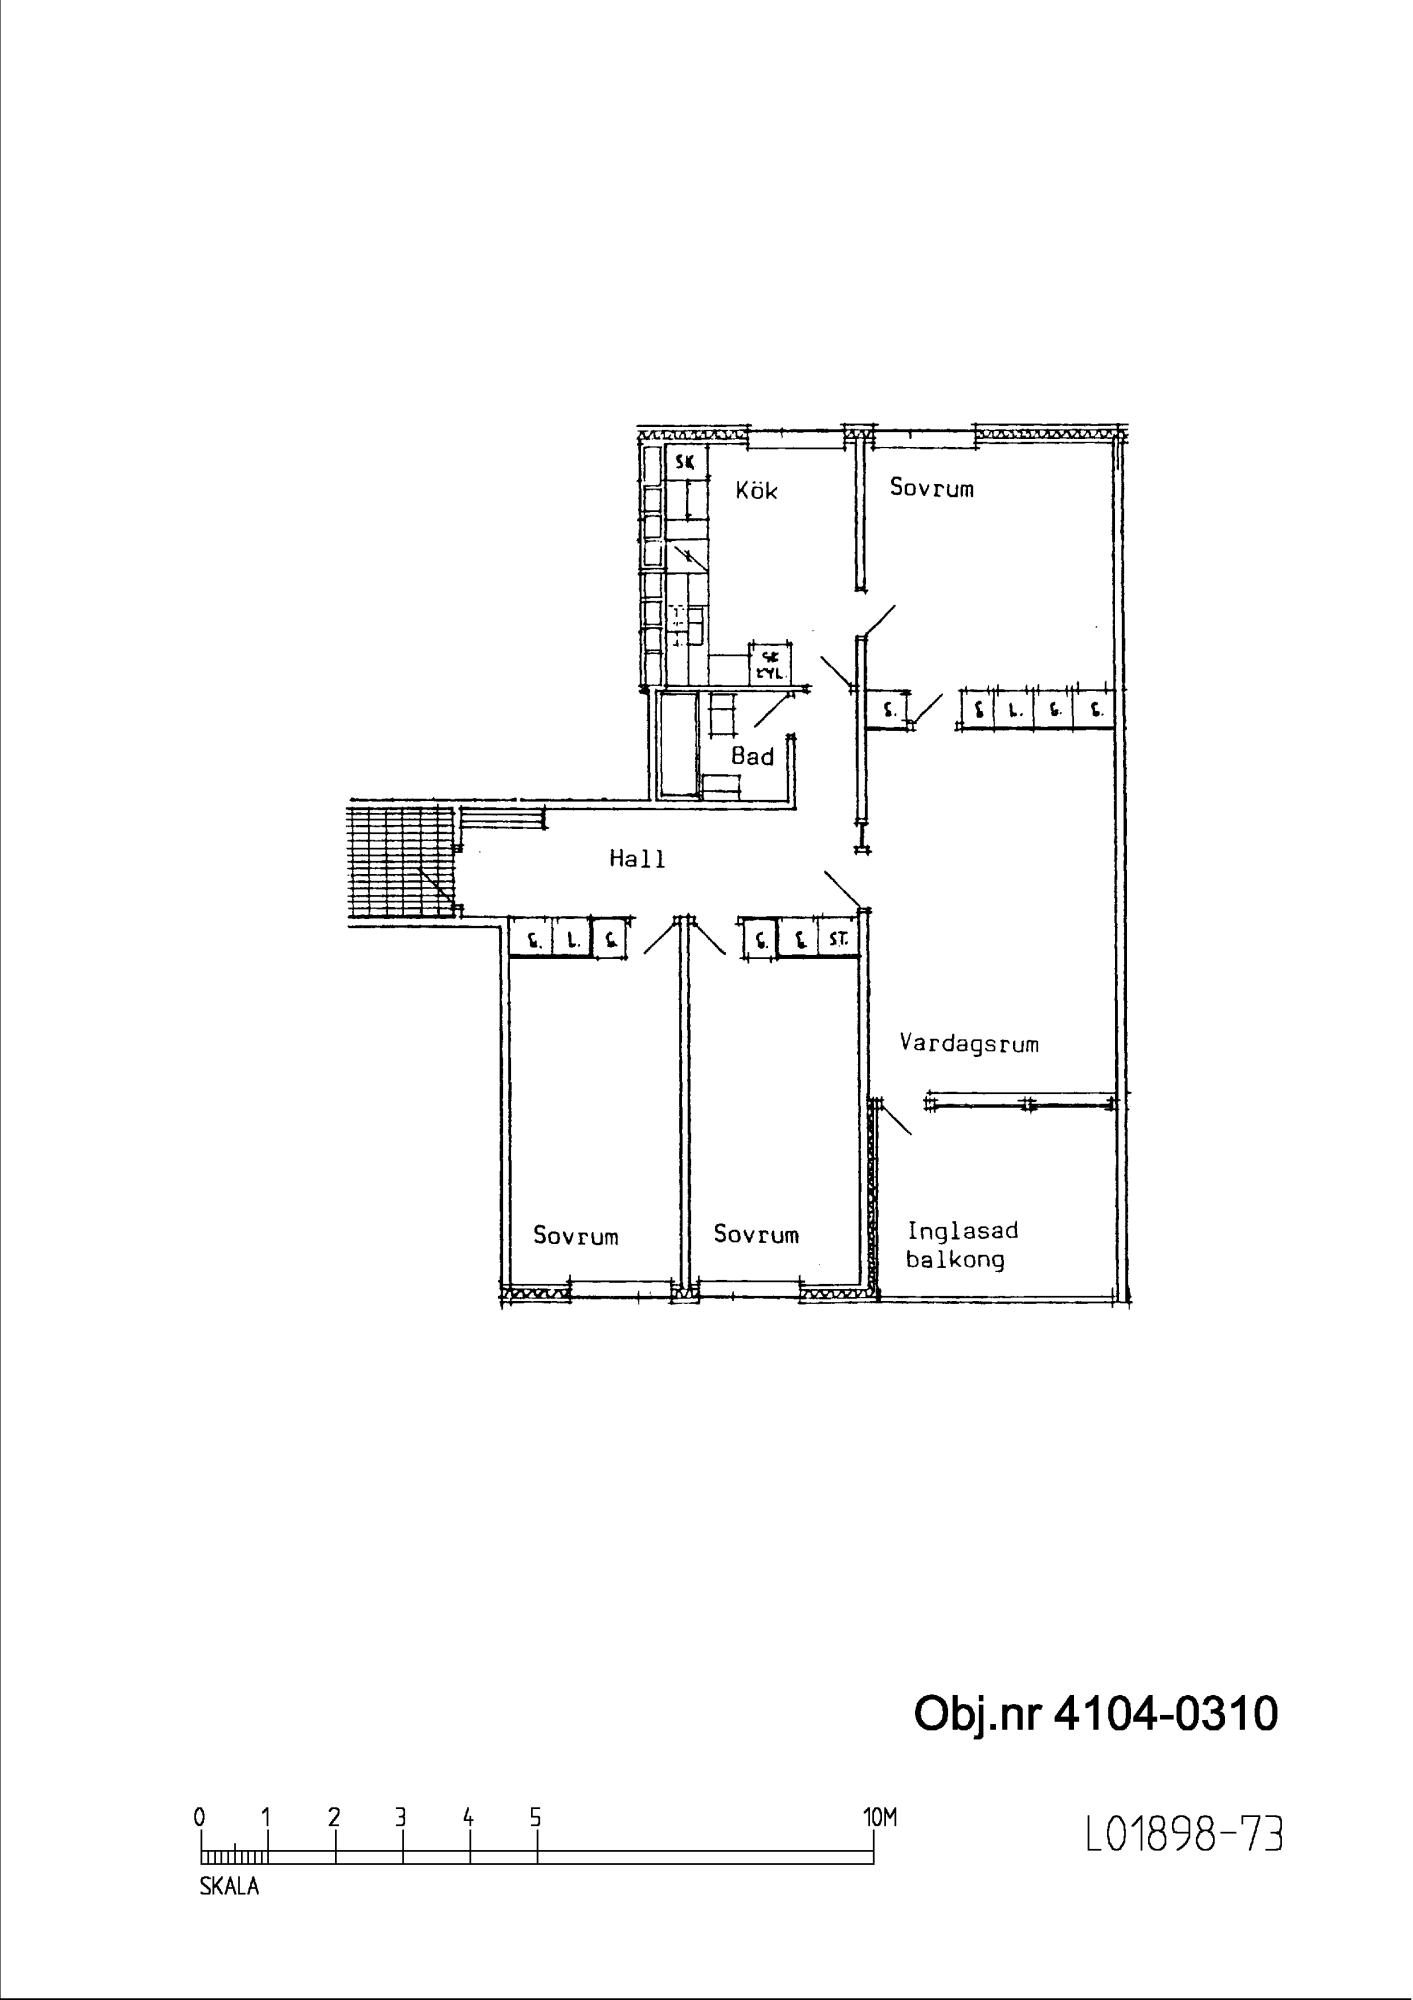 SK
Kök
Sovrum
SK
KYL.
G.
G
L.
G.
G.
Bad
Hall
G.
L.
G
G.
G
ST.
Vardagsrum
Sovrum
Sovrum
Inglasad
balkong
Obj.nr 4104-0310
0 1 2 3 4 5 10M
SKALA
L01898-73